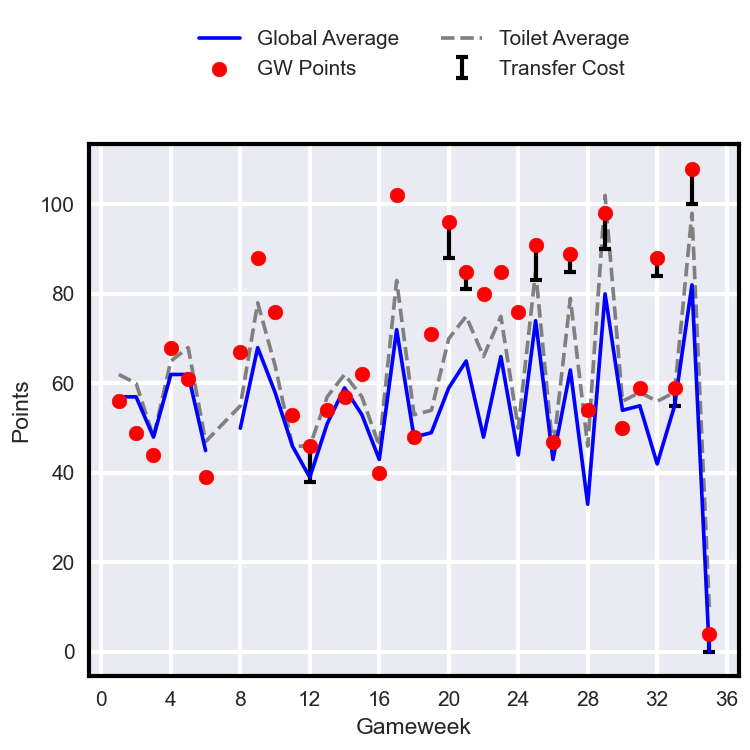 Global Average
Toilet Average
GW Points
Transfer Cost
100
80
60
40
20
0
Points
0 4 8 12 16 20 24 28 32 36
Gameweek